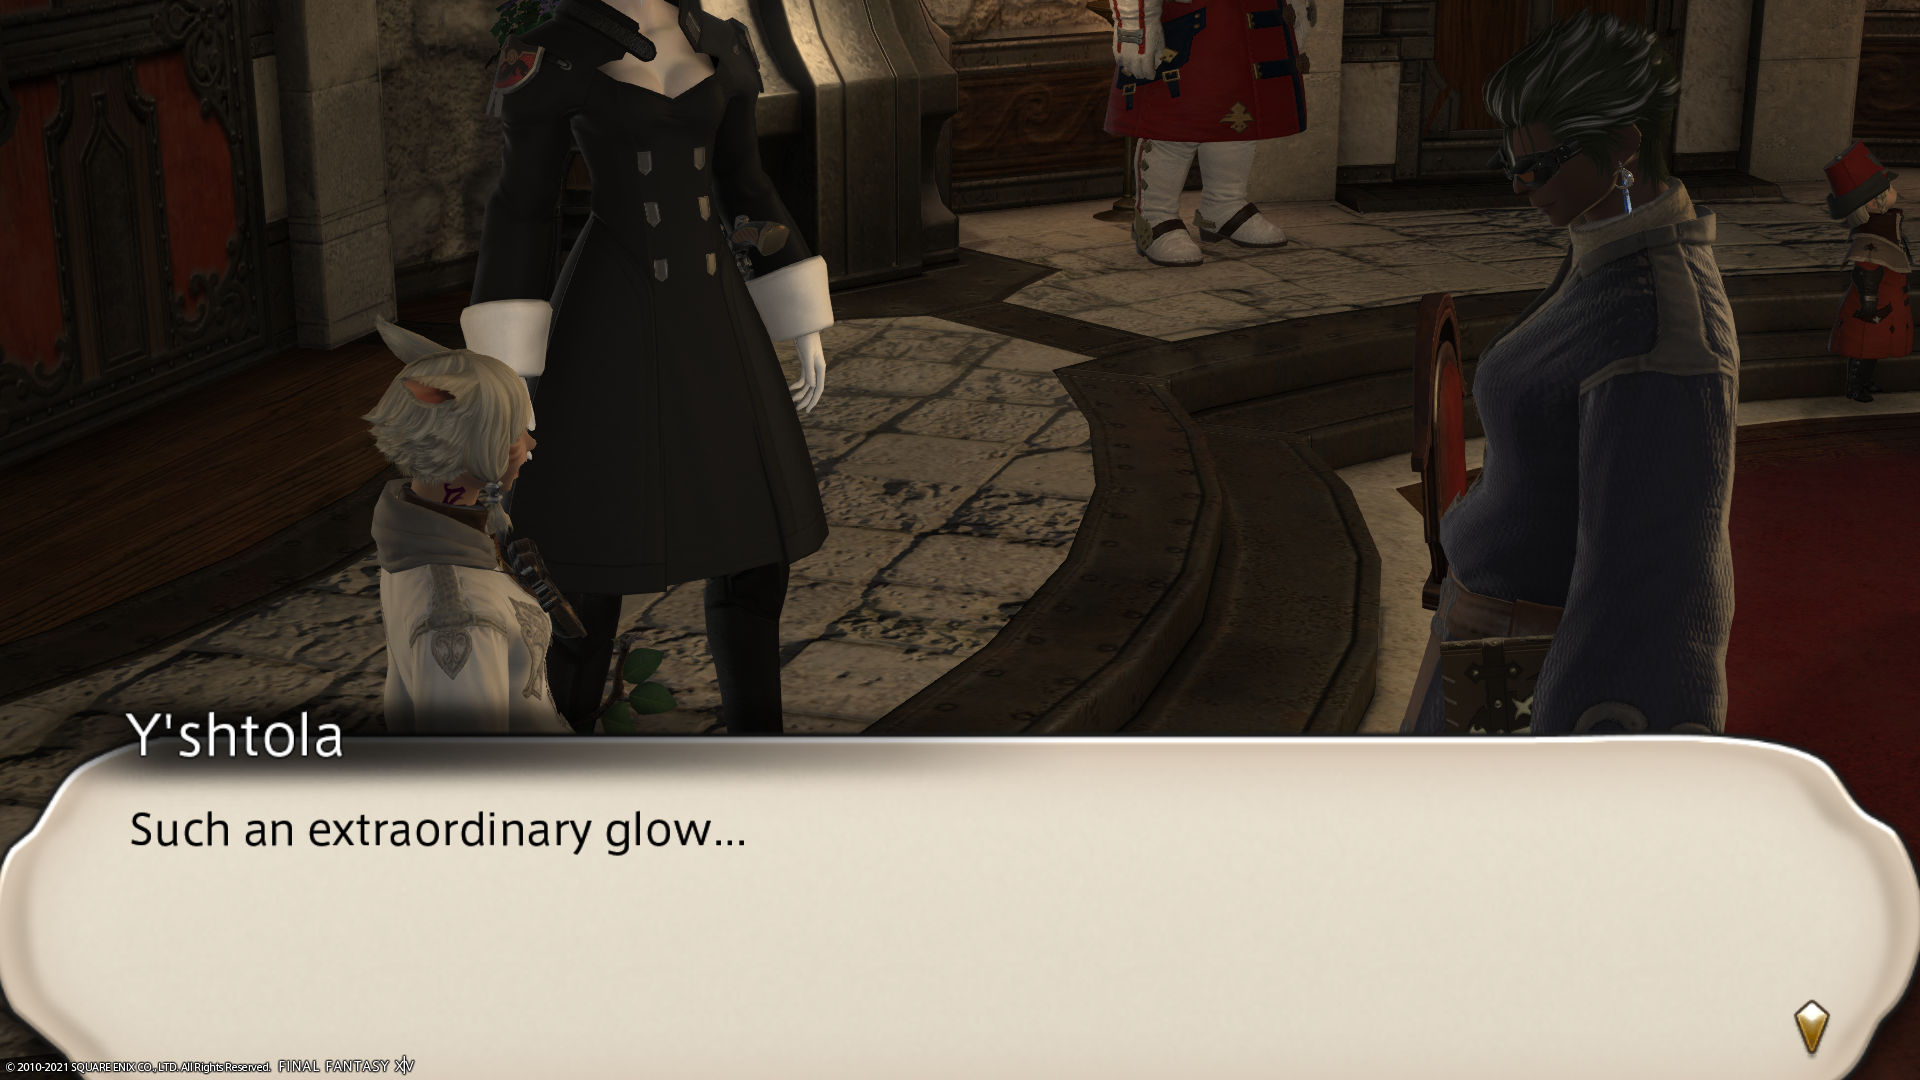 Y'shtola
Such an extraordinary glow...
© 2010-2021 SQUARE ENIX CO., LTD. All Rights Reserved. FINAL FANTASY XIV